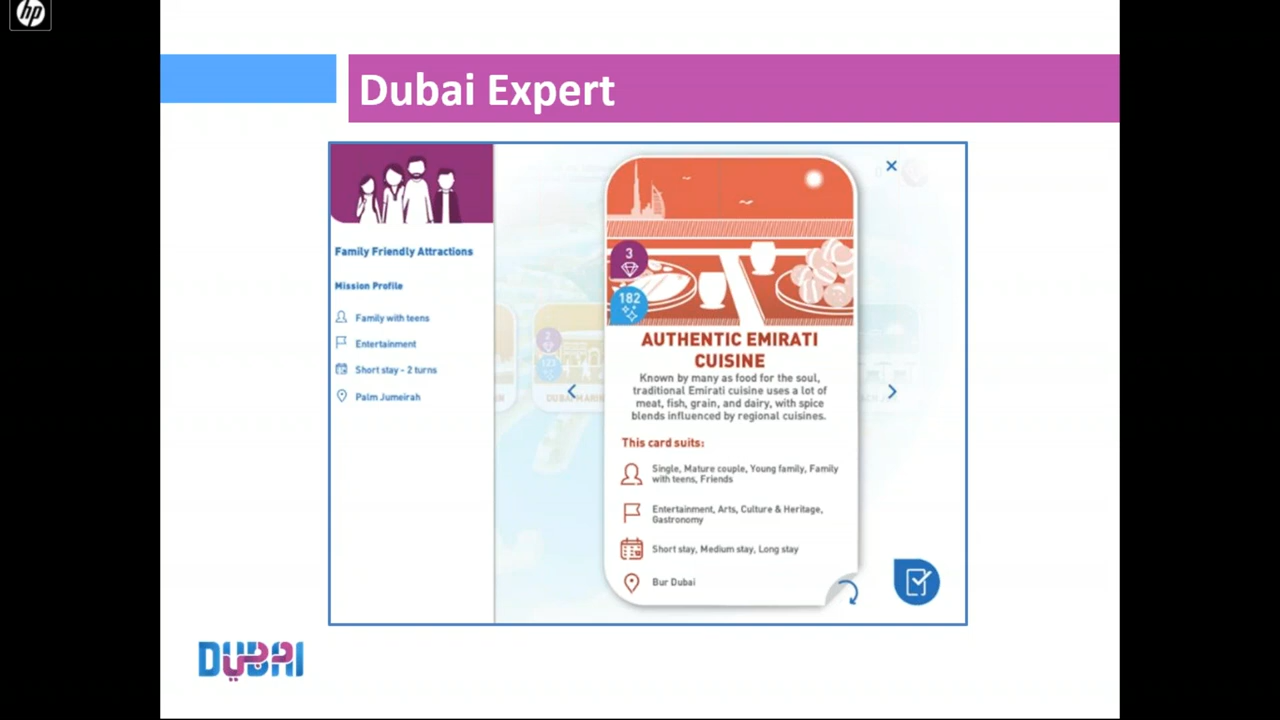 hp
Dubai Expert
Family Friendly Attractions
Mission Profile
Family with teens
Entertainment
Short stay - 2 turns
Palm Jumeirah
3
182
AUTHENTIC EMIRATI
CUISINE
Known by many as food for the soul,
traditional Emirati cuisine uses a lot of
meat, fish, grain, and dairy, with spice
blends influenced by regional cuisines.
This card suits:
Single, Mature couple, Young family, Family
with teens, Friends
Entertainment, Arts, Culture & Heritage,
Gastronomy
Short stay, Medium stay, Long stay
Bur Dubai
DUBAI